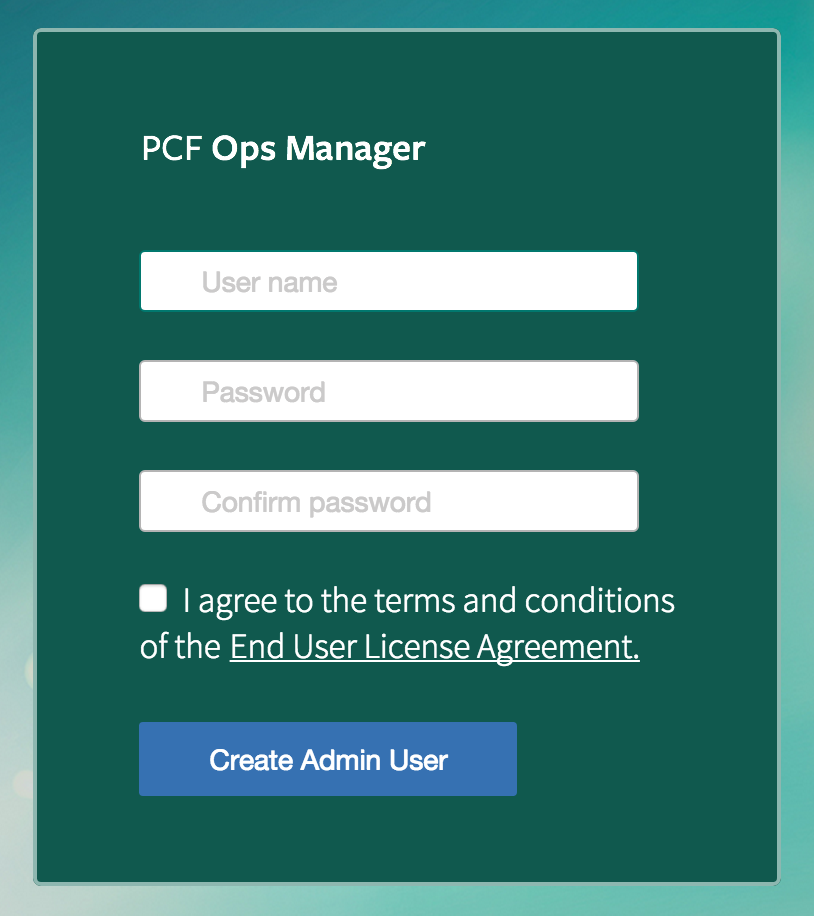 PCF Ops Manager
User name
Password
Confirm password
I agree to the terms and conditions
of the End User License Agreement.
Create Admin User